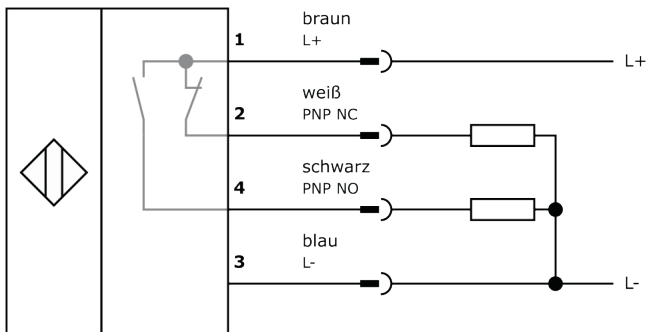 braun
1 L+ L+
weiß
2 PNP NC
schwarz
4 PNP NO
blau
3 L- L-